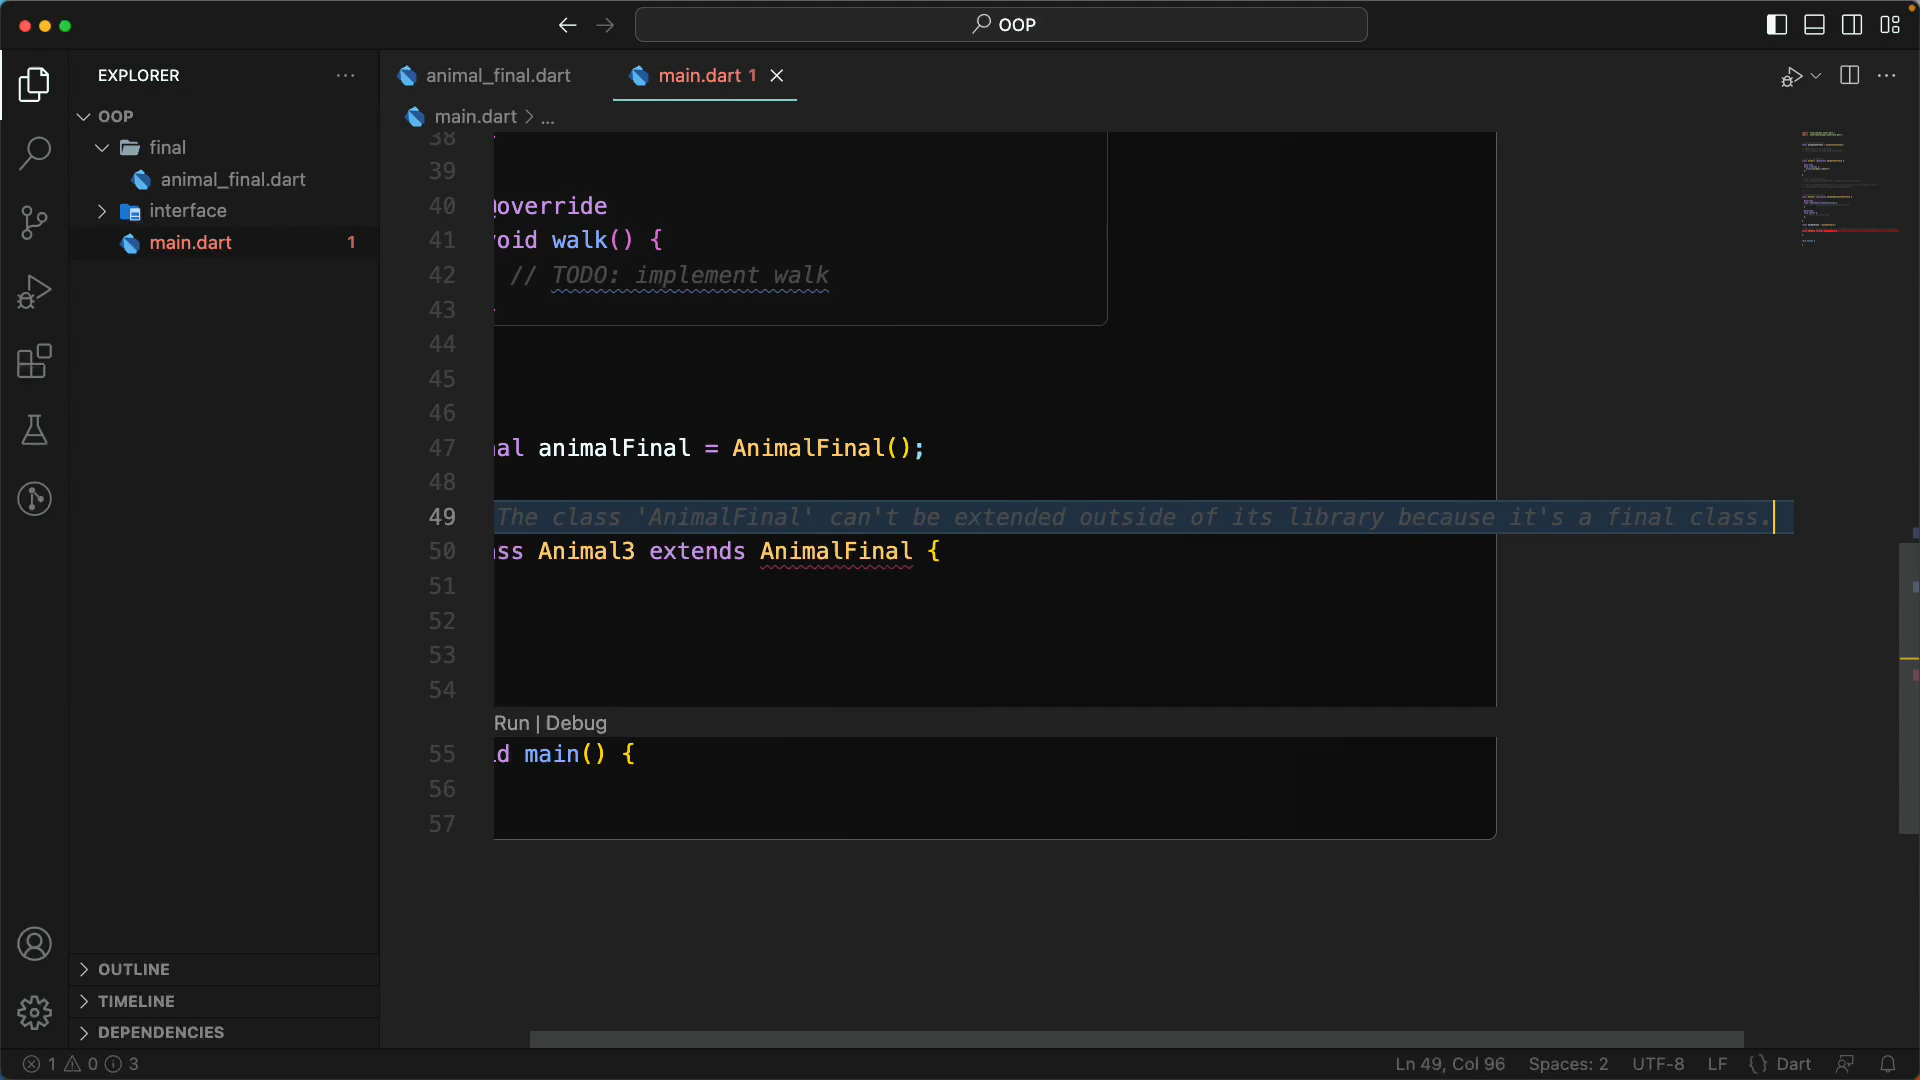 OOP
EXPLORER
OOP
final
animal_final.dart
interface
main.dart 1
animal_final.dart
main.dart 1
main.dart > ...
38
39
40 @override
41 void walk() {
42 // TODO: implement walk
43
44
45
46
47 nal animalFinal = AnimalFinal();
48
49 The class 'AnimalFinal' can't be extended outside of its library because it's a final class.
50 ss Animal3 extends AnimalFinal {
51
52
53
54
Run | Debug
55 d main() {
56
57
OUTLINE
TIMELINE
DEPENDENCIES
1 0 3
Ln 49, Col 96 Spaces: 2 UTF-8 LF {} Dart